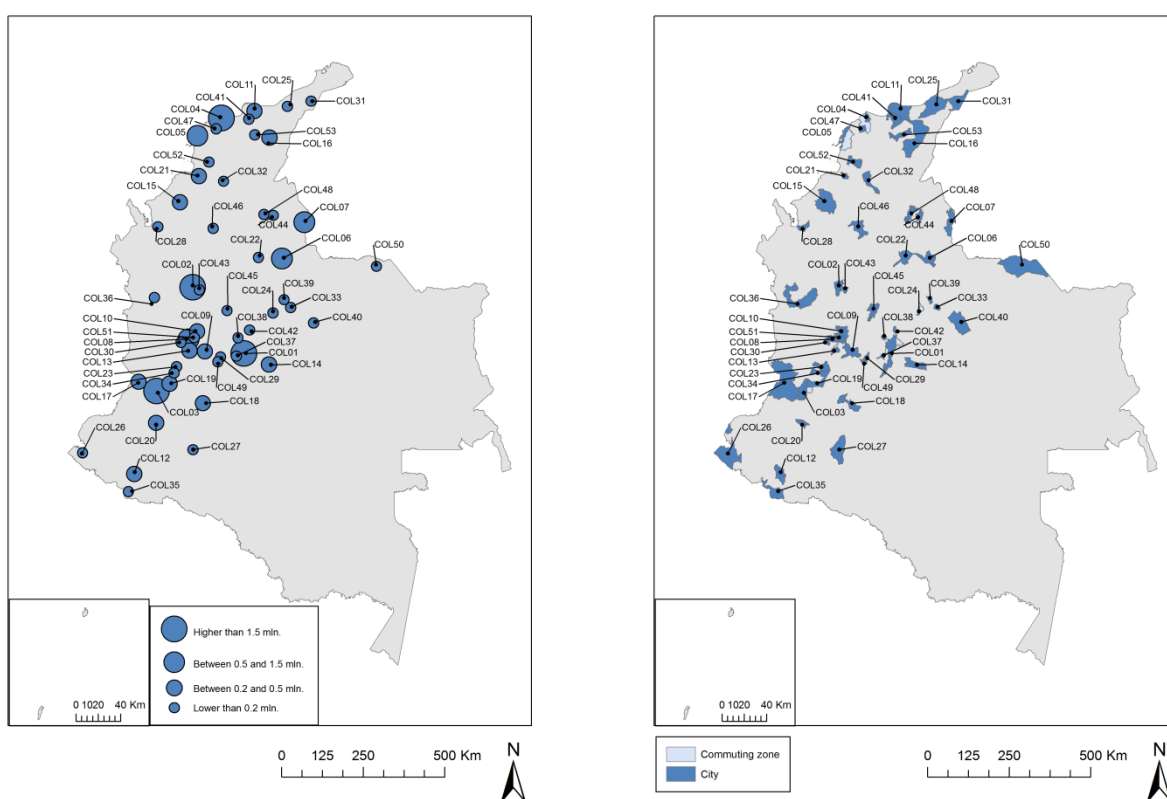 COL25
COL11
COL41
COL31
COL04
COL47
COL05
COL53
COL16
COL52
COL21
COL32
COL15
COL48
COL46
COL07
COL44
COL28
COL22
COL06
COL50
COL02
COL43
COL45
COL24
COL39
COL33
COL36
COL09
COL38
COL40
COL10
COL42
COL51
COL37
COL08
COL01
COL30
COL14
COL13
COL29
COL23
COL19
COL34
COL49
COL17
COL18
COL03
COL20
COL26
COL27
COL12
COL35
Higher than 1.5 mln.
Between 0.5 and 1.5 mln.
Between 0.2 and 0.5 mln.
Lower than 0.2 mln.
0 1020 40 Km
0 125 250 500 Km
N
COL11
COL25
COL41
COL31
COL04
COL47
COL05
COL53
COL16
COL52
COL21
COL32
COL15
COL48
COL46
COL07
COL44
COL28
COL22
COL06
COL50
COL02
COL43
COL45
COL39
COL24
COL33
COL36
COL09
COL38
COL40
COL10
COL42
COL51
COL37
COL08
COL01
COL30
COL14
COL13
COL29
COL23
COL19
COL34
COL49
COL17
COL18
COL03
COL20
COL26
COL27
COL12
COL35
0 1020 40 Km
Commuting zone
City
0 125 250 500 Km
N